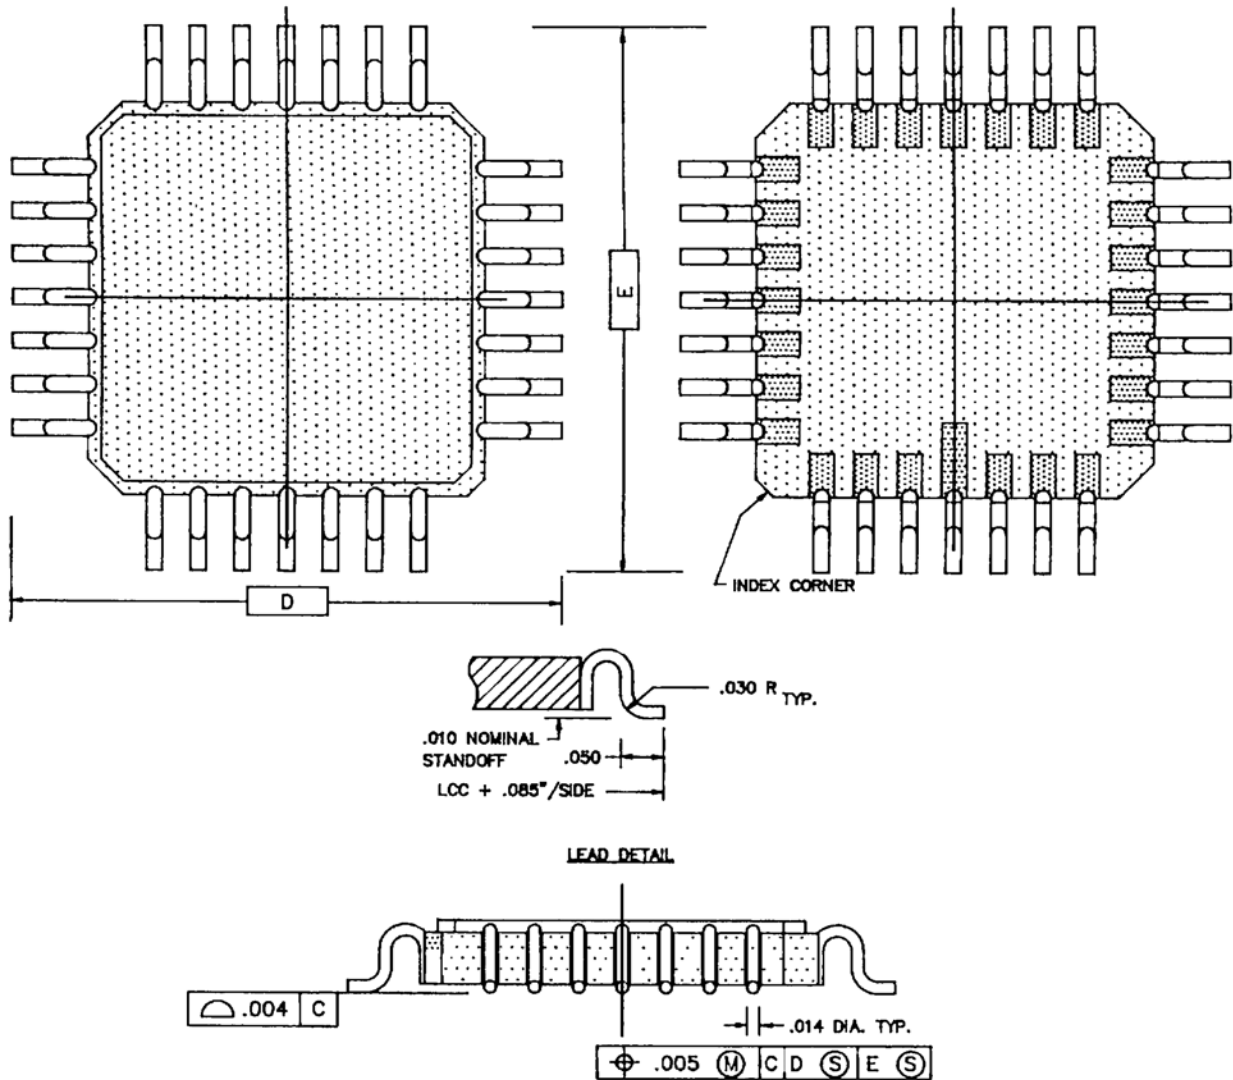 E
INDEX CORNER
D
.030 R TYP.
.010 NOMINAL
STANDOFF
.050
LCC + .085"/SIDE
LEAD DETAIL
.004 C
.014 DIA. TYP.
.005 Ⓜ C D Ⓢ E Ⓢ